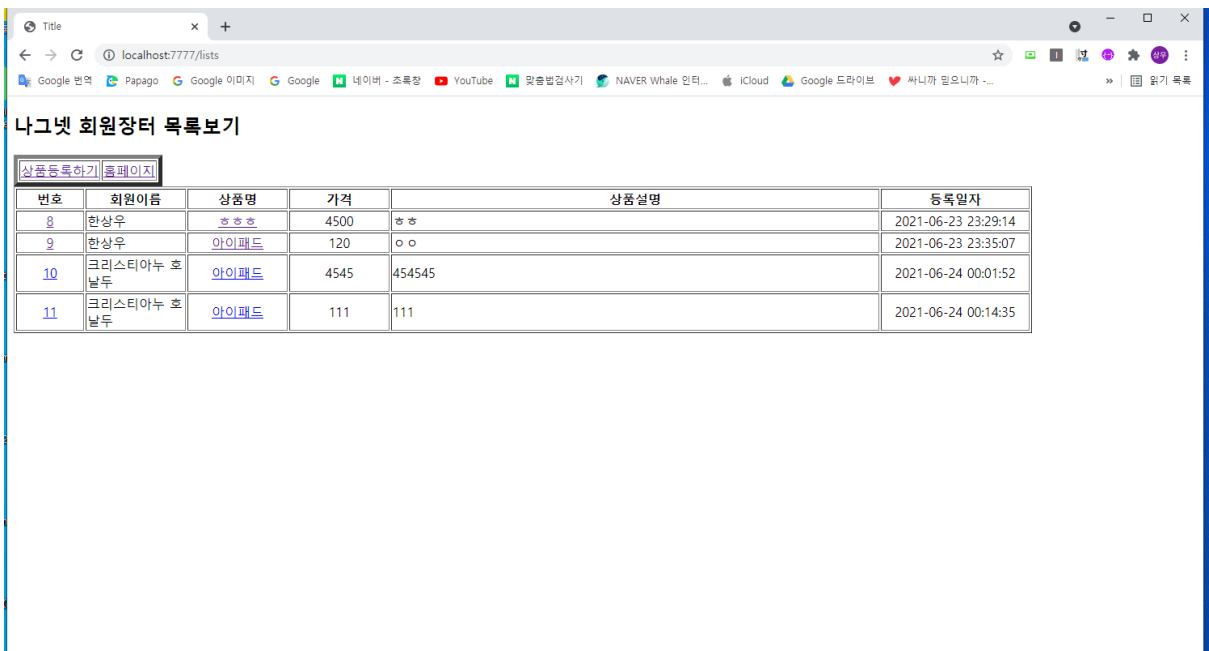 Title
localhost:7777/lists
상우
Google 번역 Papago Google 이미지 Google 네이버 - 초록창 YouTube 맞춤법검사기 NAVER Whale 인터... iCloud Google 드라이브 싸니까 믿으니까 -... » 읽기 목록
나그넷 회원장터 목록보기
상품등록하기 홈페이지
번호 회원이름 상품명 가격 상품설명 등록일자
8 한상우 ㅎㅎㅎ 4500 ㅎㅎ 2021-06-23 23:29:14
9 한상우 아이패드 120 ㅇㅇ 2021-06-23 23:35:07
10 크리스티아누 호 아이패드 4545 454545 2021-06-24 00:01:52
날두
11 크리스티아누 호 아이패드 111 111 2021-06-24 00:14:35
날두